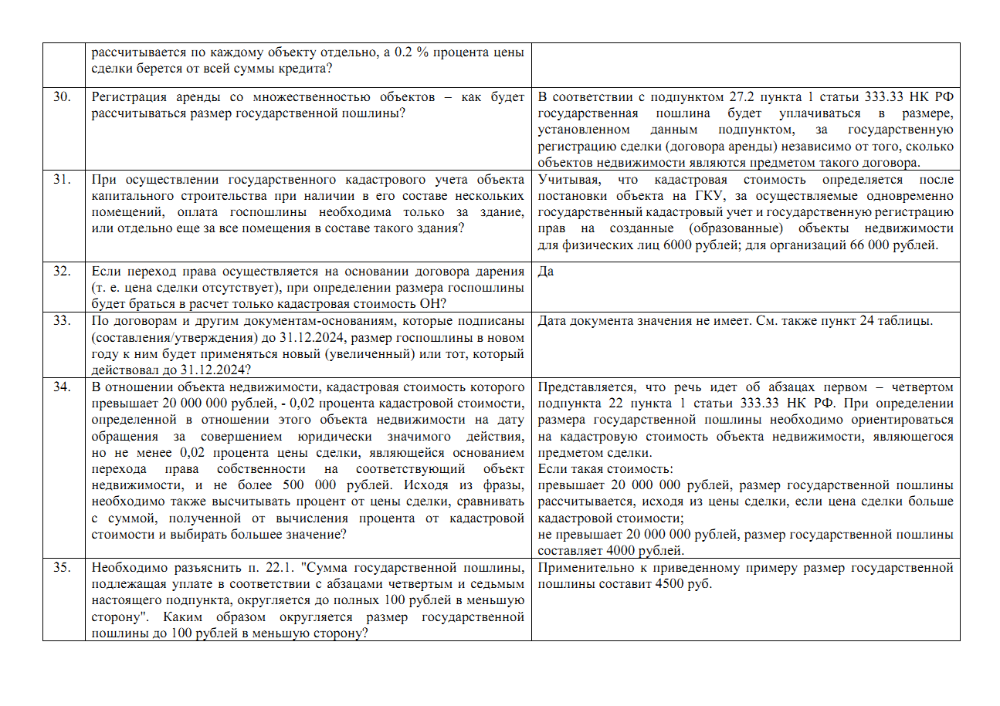 рассчитывается по каждому объекту отдельно, а 0.2 % процента цены
сделки берется от всей суммы кредита?
30.
Регистрация аренды со множественностью объектов – как будет
рассчитываться размер государственной пошлины?
В соответствии с подпунктом 27.2 пункта 1 статьи 333.33 НК РФ
государственная пошлина будет уплачиваться в размере,
установленном данным подпунктом, за государственную
регистрацию сделки (договора аренды) независимо от того, сколько
объектов недвижимости являются предметом такого договора.
31.
При осуществлении государственного кадастрового учета объекта
капитального строительства при наличии в его составе нескольких
помещений, оплата госпошлины необходима только за здание,
или отдельно еще за все помещения в составе такого здания?
Учитывая, что кадастровая стоимость определяется после
постановки объекта на ГКУ, за осуществляемые одновременно
государственный кадастровый учет и государственную регистрацию
прав на созданные (образованные) объекты недвижимости
для физических лиц 6000 рублей; для организаций 66 000 рублей.
32.
Если переход права осуществляется на основании договора дарения
(т. е. цена сделки отсутствует), при определении размера госпошлины
будет браться в расчет только кадастровая стоимость ОН?
Да
33.
По договорам и другим документам-основаниям, которые подписаны
(составления/утверждения) до 31.12.2024, размер госпошлины в новом
году к ним будет применяться новый (увеличенный) или тот, который
действовал до 31.12.2024?
Дата документа значения не имеет. См. также пункт 24 таблицы.
34.
В отношении объекта недвижимости, кадастровая стоимость которого
превышает 20 000 000 рублей, - 0,02 процента кадастровой стоимости,
определенной в отношении этого объекта недвижимости на дату
обращения за совершением юридически значимого действия,
но не менее 0,02 процента цены сделки, являющейся основанием
перехода права собственности на соответствующий объект
недвижимости, и не более 500 000 рублей. Исходя из фразы,
необходимо также высчитывать процент от цены сделки, сравнивать
с суммой, полученной от вычисления процента от кадастровой
стоимости и выбирать большее значение?
Представляется, что речь идет об абзацах первом – четвертом
подпункта 22 пункта 1 статьи 333.33 НК РФ. При определении
размера государственной пошлины необходимо ориентироваться
на кадастровую стоимость объекта недвижимости, являющегося
предметом сделки.
Если такая стоимость:
превышает 20 000 000 рублей, размер государственной пошлины
рассчитывается, исходя из цены сделки, если цена сделки больше
кадастровой стоимости;
не превышает 20 000 000 рублей, размер государственной пошлины
составляет 4000 рублей.
35.
Необходимо разъяснить п. 22.1. "Сумма государственной пошлины,
подлежащая уплате в соответствии с абзацами четвертым и седьмым
настоящего подпункта, округляется до полных 100 рублей в меньшую
сторону". Каким образом округляется размер государственной
пошлины до 100 рублей в меньшую сторону?
Применительно к приведенному примеру размер государственной
пошлины составит 4500 руб.